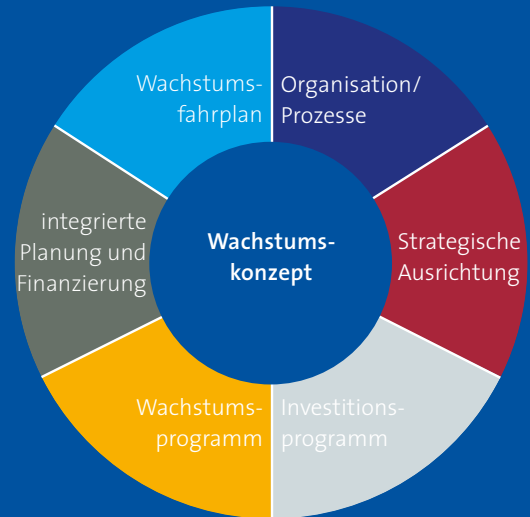 Wachstums-
fahrplan
Organisation/
Prozesse
integrierte
Planung und
Finanzierung
Wachstums-
konzept
Strategische
Ausrichtung
Wachstums-
programm
Investitions-
programm